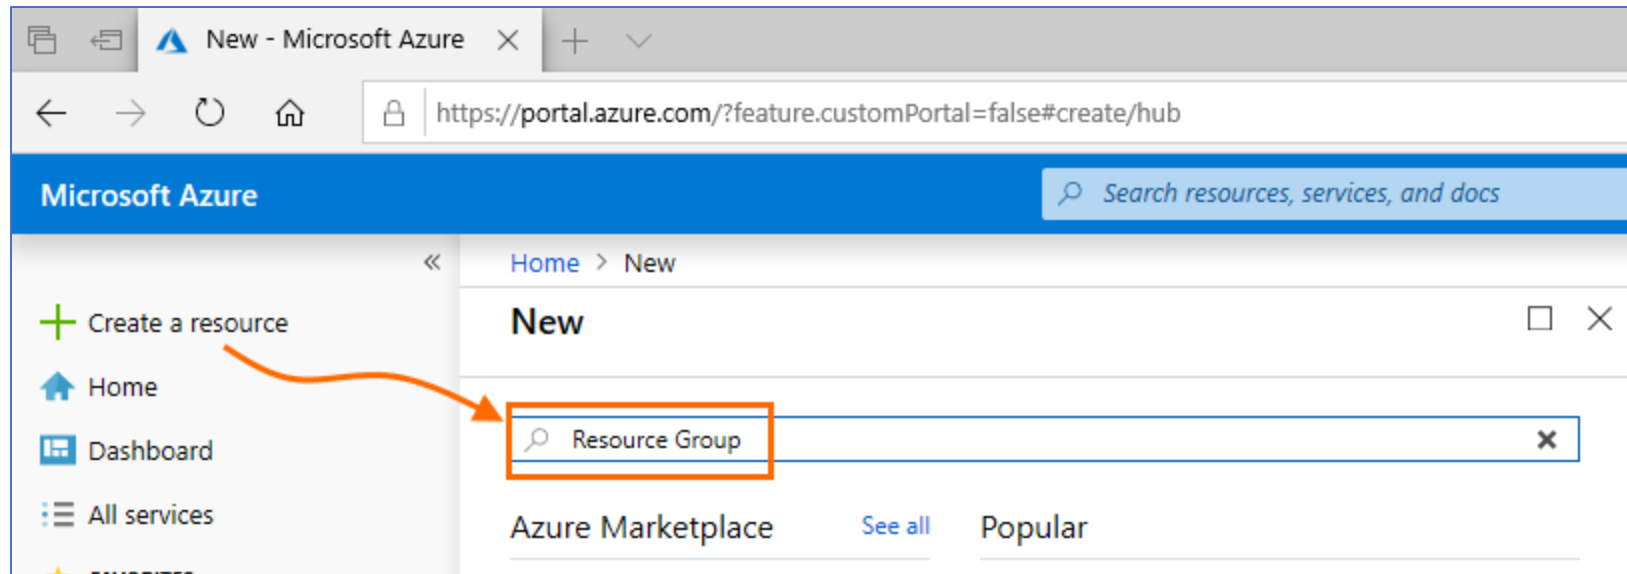 New - Microsoft Azure
https://portal.azure.com/?feature.customPortal=false#create/hub
Microsoft Azure
Search resources, services, and docs
Home > New
Create a resource
New
Home
Resource Group
Dashboard
All services
Azure Marketplace See all Popular
FAVORITES